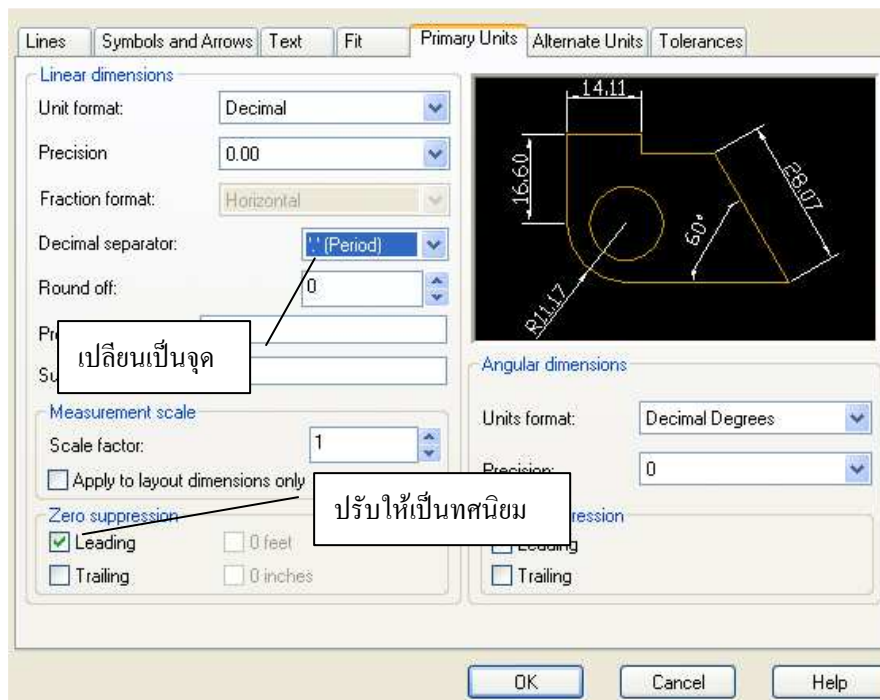 Lines Symbols and Arrows Text Fit Primary Units Alternate Units Tolerances
Linear dimensions
Unit format: Decimal
Precision 0.00
Fraction format: Horizontal
Decimal separator: '.' (Period)
Round off: 0
เปลียนเป็นจุด
Measurement scale
Scale factor: 1
Apply to layout dimensions only
Zero suppression
Leading 0 feet
Trailing 0 inches
14.11
16.60
28.07
60°
R11.17
Angular dimensions
Units format: Decimal Degrees
Precision: 0
ปรับให้เป็นทศนิยม
Leading
Trailing
OK Cancel Help